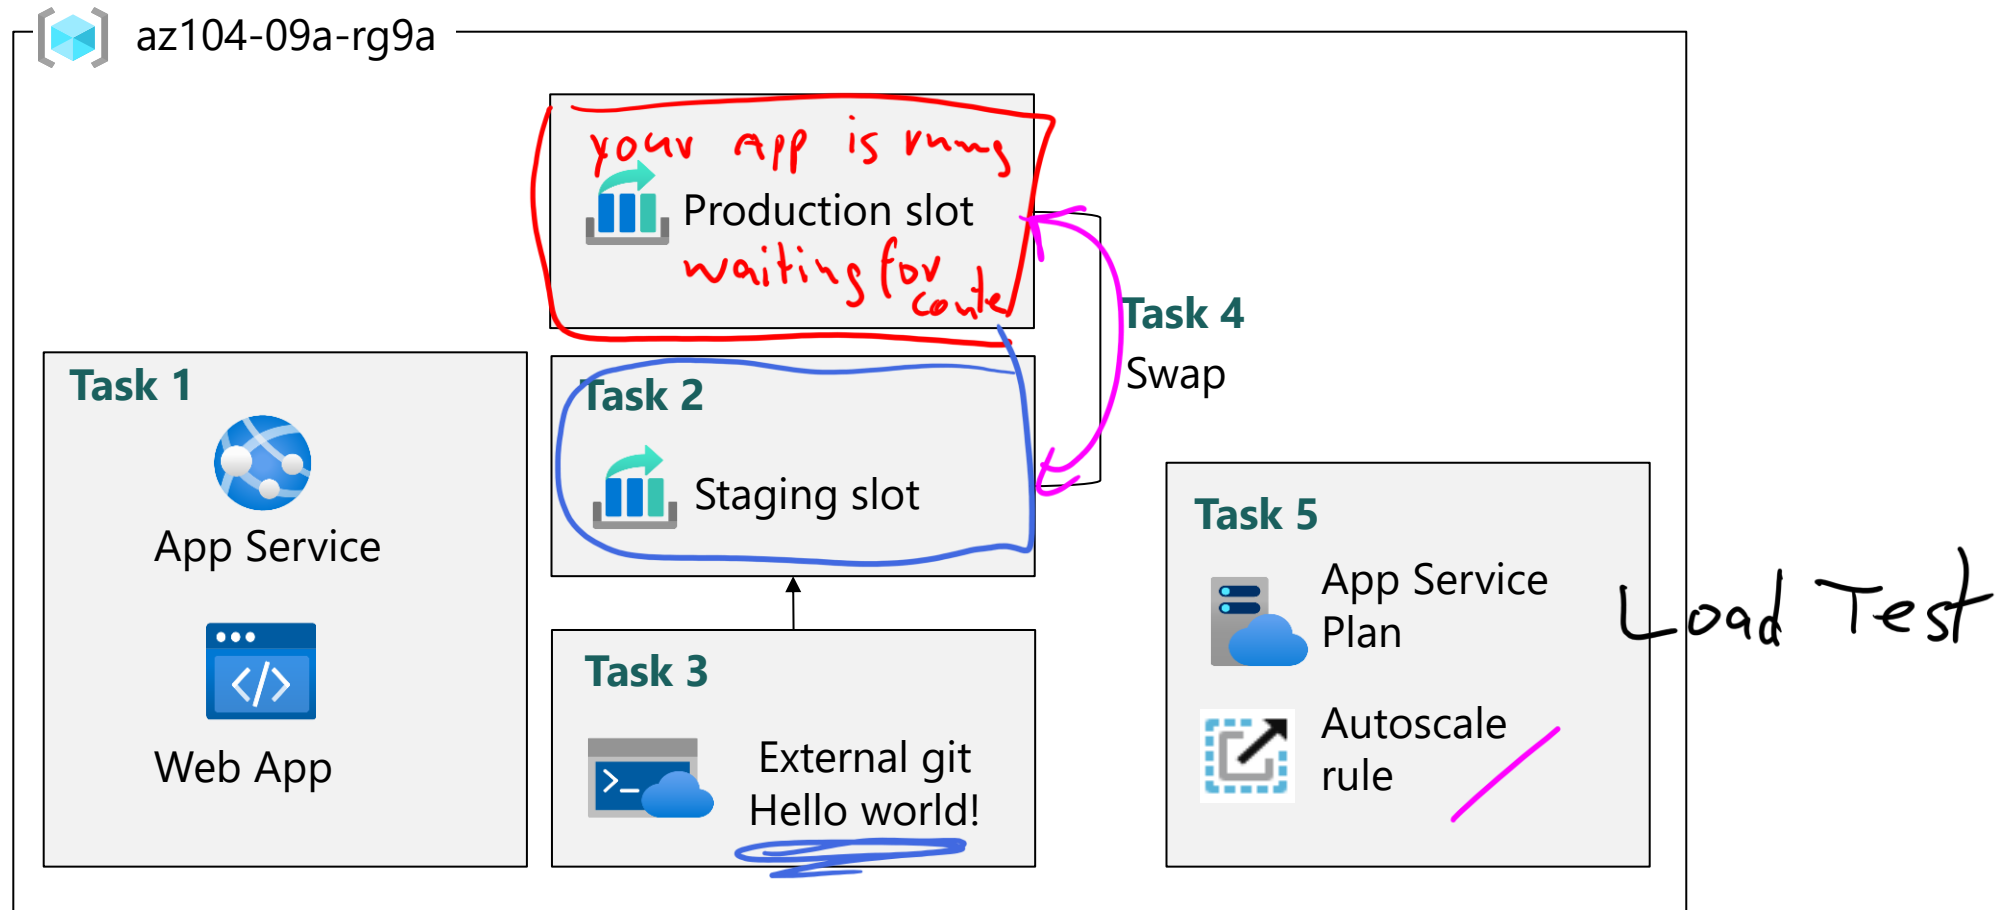 az104-09a-rg9a
your app is runng
Production slot
waiting for
conte
Task 4
Swap
Task 1
App Service
Web App
Task 2
Staging slot
Task 3
External git
Hello world!
Task 5
App Service
Plan
Autoscale
rule
Load Test